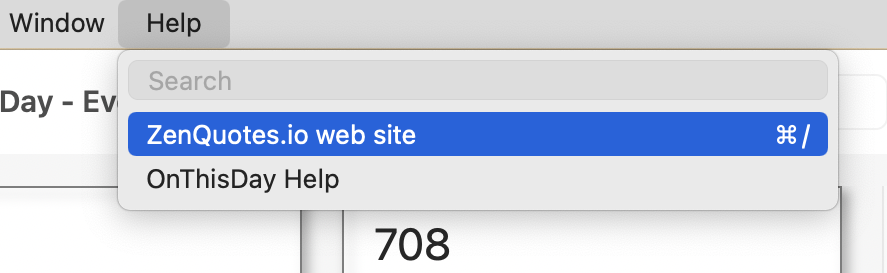 Window Help
Search
Day - Ev
ZenQuotes.io web site ⌘/
OnThisDay Help
708